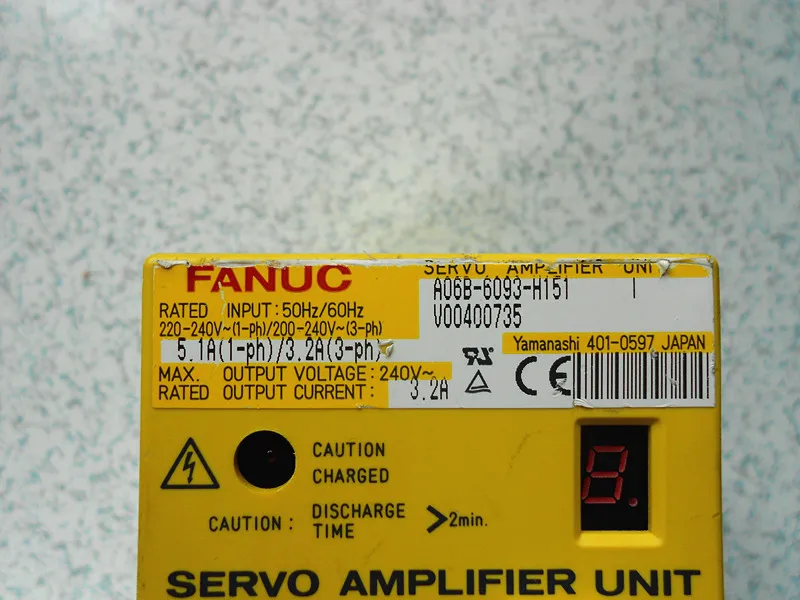 FANUC
SERVO AMPLIFIER UNIT
A06B-6093-H151 I
V00400735
RATED INPUT:50Hz/60Hz
220-240V~(1-ph)/200-240V~(3-ph)
5.1A(1-ph)/3.2A(3-ph)
Yamanashi 401-0597 JAPAN
MAX. OUTPUT VOLTAGE:240V~
RATED OUTPUT CURRENT: 3.2A
CE
CAUTION
CHARGED
8.
CAUTION: DISCHARGE TIME >2min.
SERVO AMPLIFIER UNIT